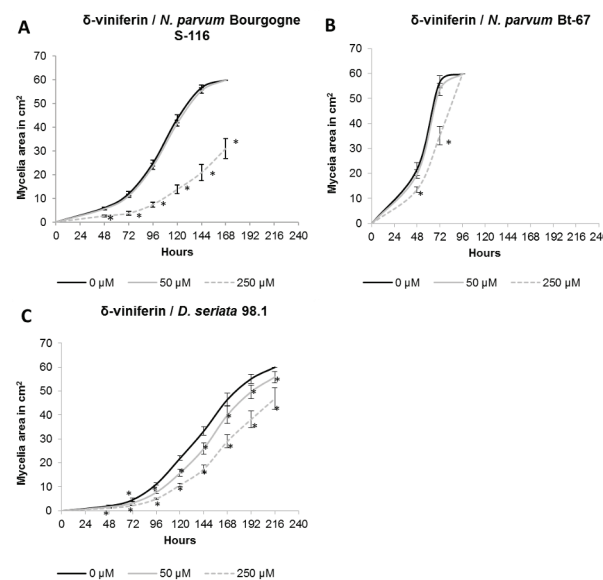 A
δ-viniferin / N. parvum Bourgogne
S-116
Mycelia area in cm²
70
60
50
40
30
20
10
0
* * * * * *
0 24 48 72 96 120 144 168 192 216 240
Hours
0 µM 50 µM 250 µM
B
δ-viniferin / N. parvum Bt-67
Mycelia area in cm²
70
60
50
40
30
20
10
0
* *
0 24 48 72 96 120 144 168 192 216 240
Hours
0 µM 50 µM 250 µM
C
δ-viniferin / D. seriata 98.1
Mycelia area in cm²
70
60
50
40
30
20
10
0
* * * * * * * * * * * * * * *
0 24 48 72 96 120 144 168 192 216 240
Hours
0 µM 50 µM 250 µM